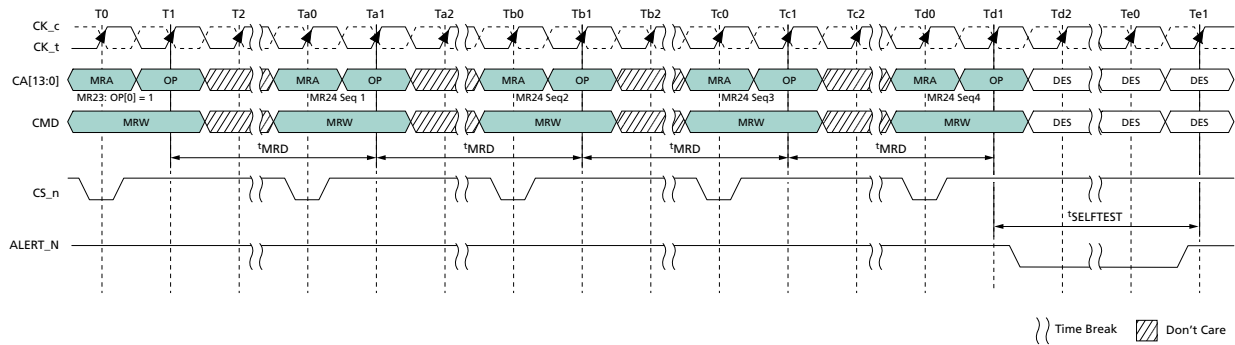 T0 T1 T2 Ta0 Ta1 Ta2 Tb0 Tb1 Tb2 Tc0 Tc1 Tc2 Td0 Td1 Td2 Te0 Te1
CK_c
CK_t
CA[13:0] MRA OP MRA OP MRA OP MRA OP MRA OP DES DES DES
MR23: OP[0] = 1 MR24 Seq 1 MR24 Seq2 MR24 Seq3 MR24 Seq4
CMD MRW MRW MRW MRW MRW DES DES DES
tMRD tMRD tMRD tMRD
CS_n
tSELFTEST
ALERT_N
Time Break Don't Care